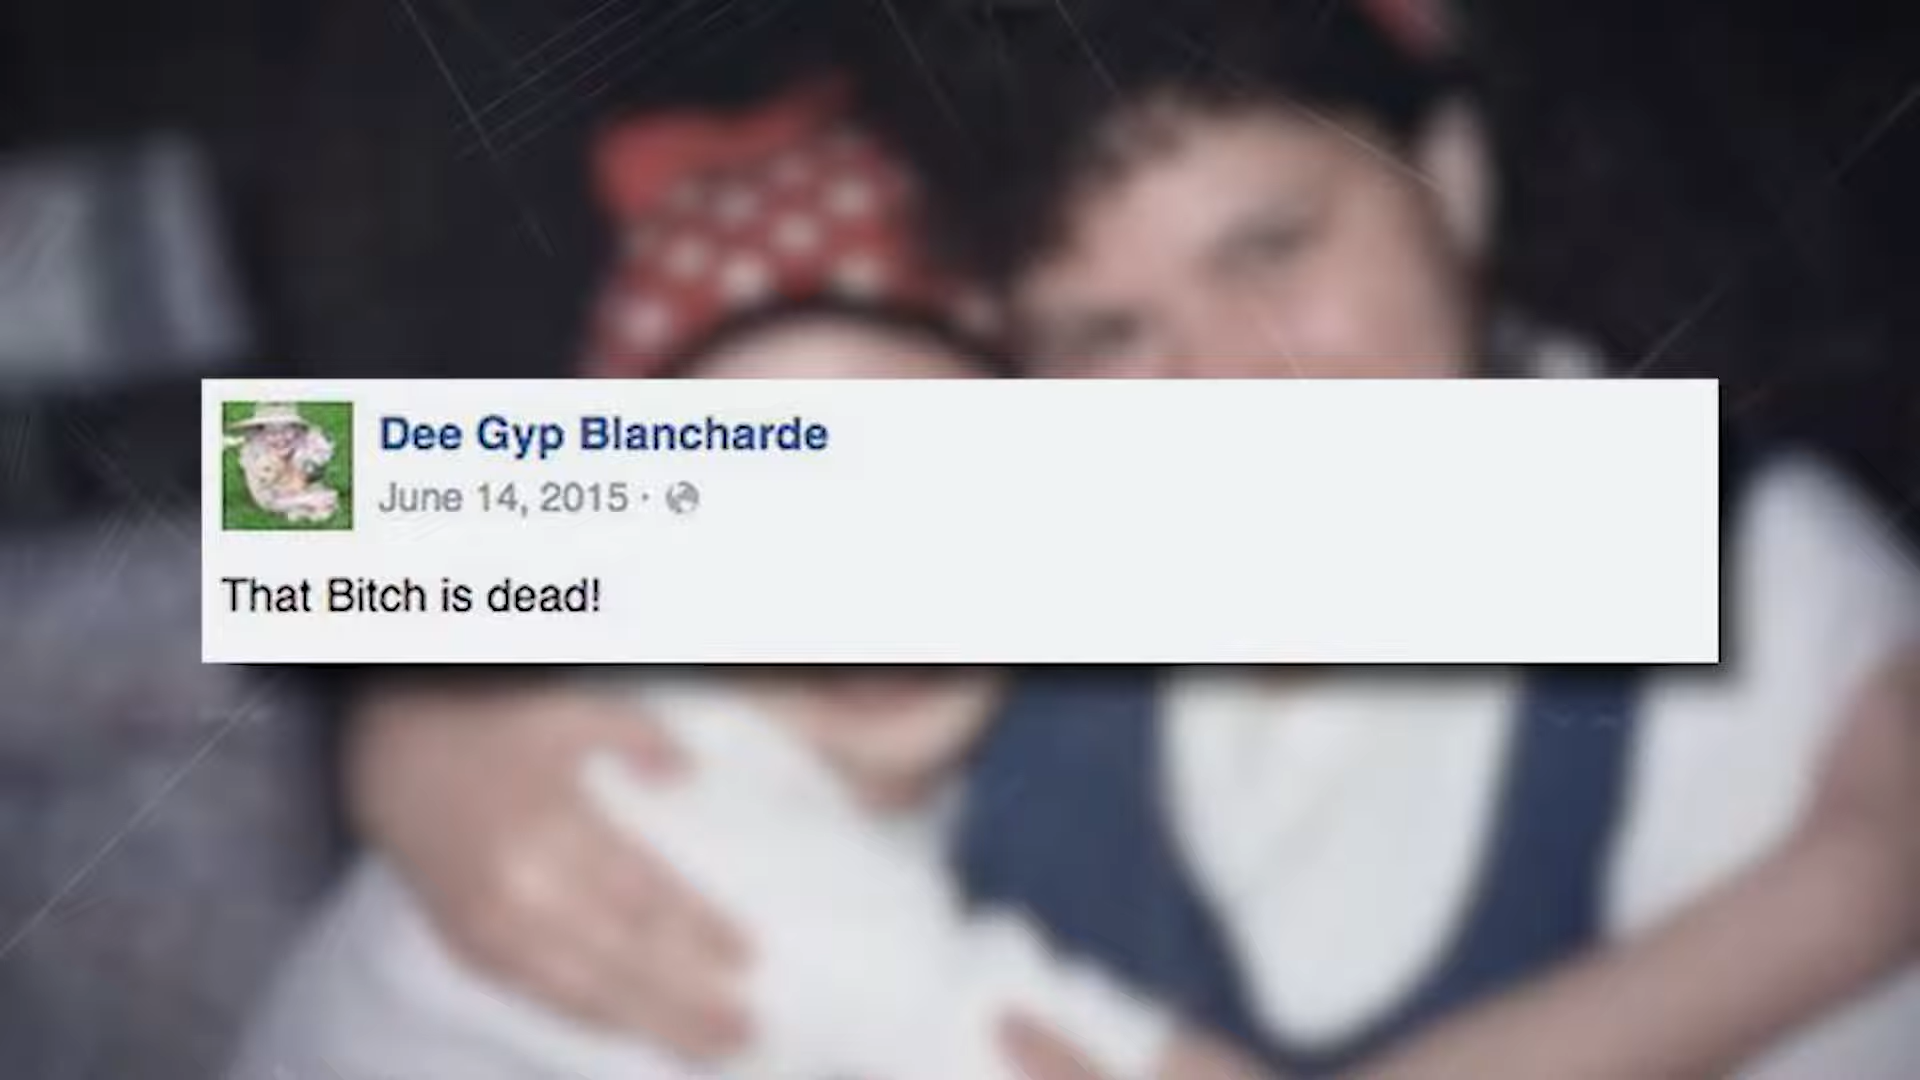 Dee Gyp Blancharde
June 14, 2015 ·
That Bitch is dead!